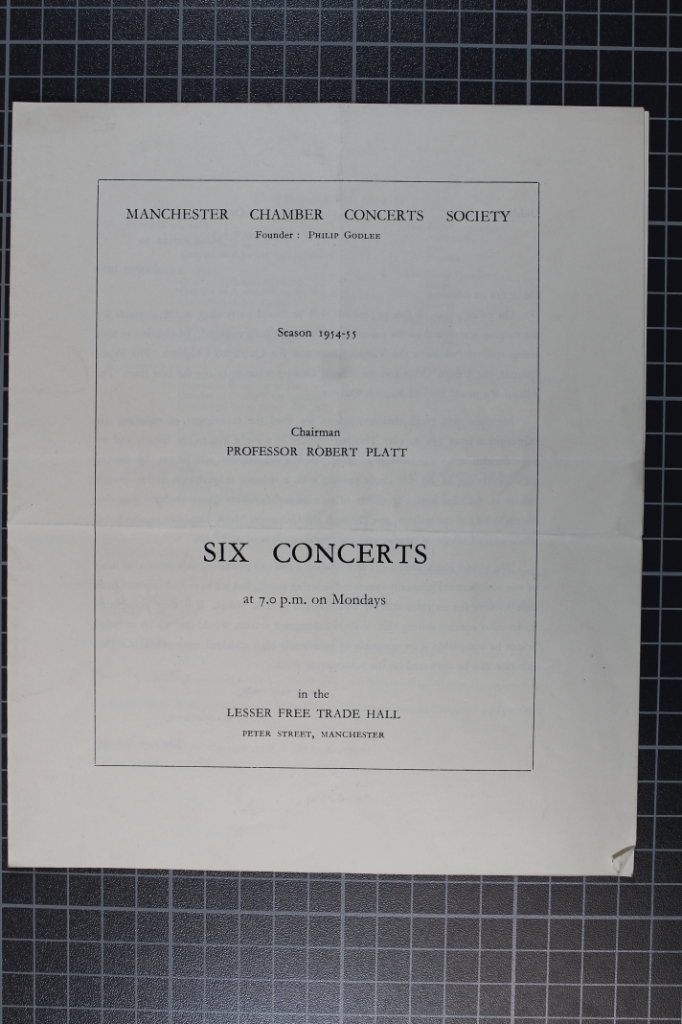 MANCHESTER CHAMBER CONCERTS SOCIETY
Founder : PHILIP GODLEE
Season 1954-55
Chairman
PROFESSOR ROBERT PLATT
SIX CONCERTS
at 7.0 p.m. on Mondays
in the
LESSER FREE TRADE HALL
PETER STREET, MANCHESTER